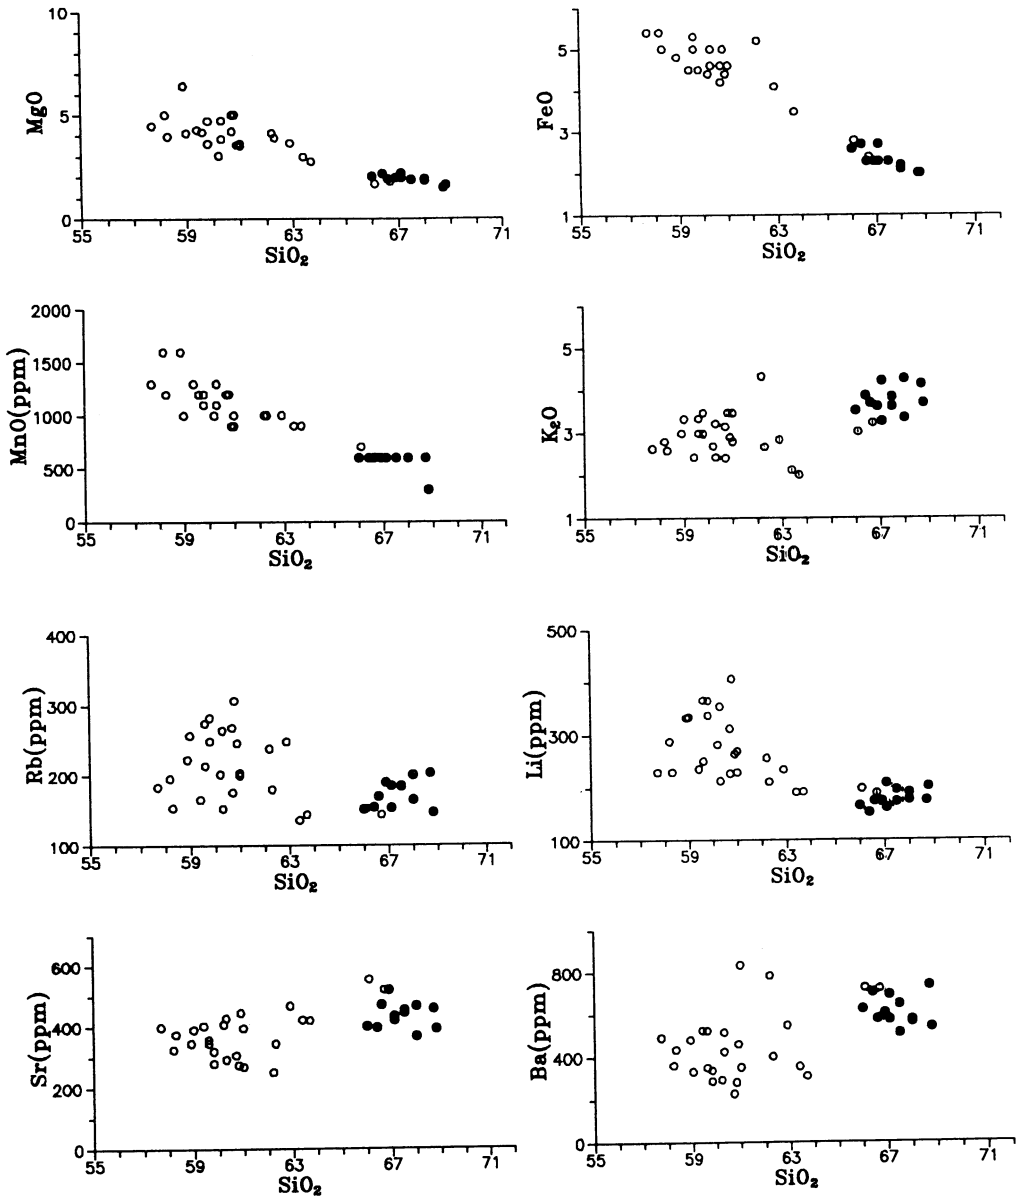 10
5
0
MgO
55 59 63 67 71
SiO₂
5
3
1
FeO
55 59 63 67 71
SiO₂
2000
1500
1000
500
0
MnO(ppm)
55 59 63 67 71
SiO₂
5
3
1
K₂O
55 59 63 67 71
SiO₂
400
300
200
100
Rb(ppm)
55 59 63 67 71
SiO₂
500
300
100
Li(ppm)
55 59 63 67 71
SiO₂
600
400
200
0
Sr(ppm)
55 59 63 67 71
SiO₂
800
400
0
Ba(ppm)
55 59 63 67 71
SiO₂